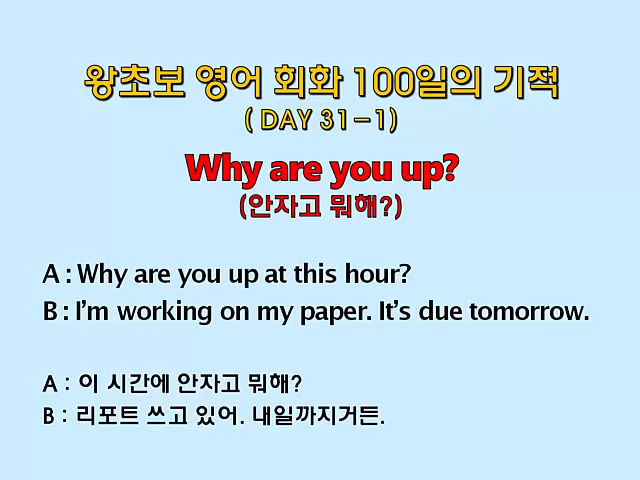 왕초보 영어 회화 100일의 기적
( DAY 31-1)
Why are you up?
(안자고 뭐해?)
A : Why are you up at this hour?
B : I'm working on my paper. It's due tomorrow.
A : 이 시간에 안자고 뭐해?
B : 리포트 쓰고 있어. 내일까지거든.